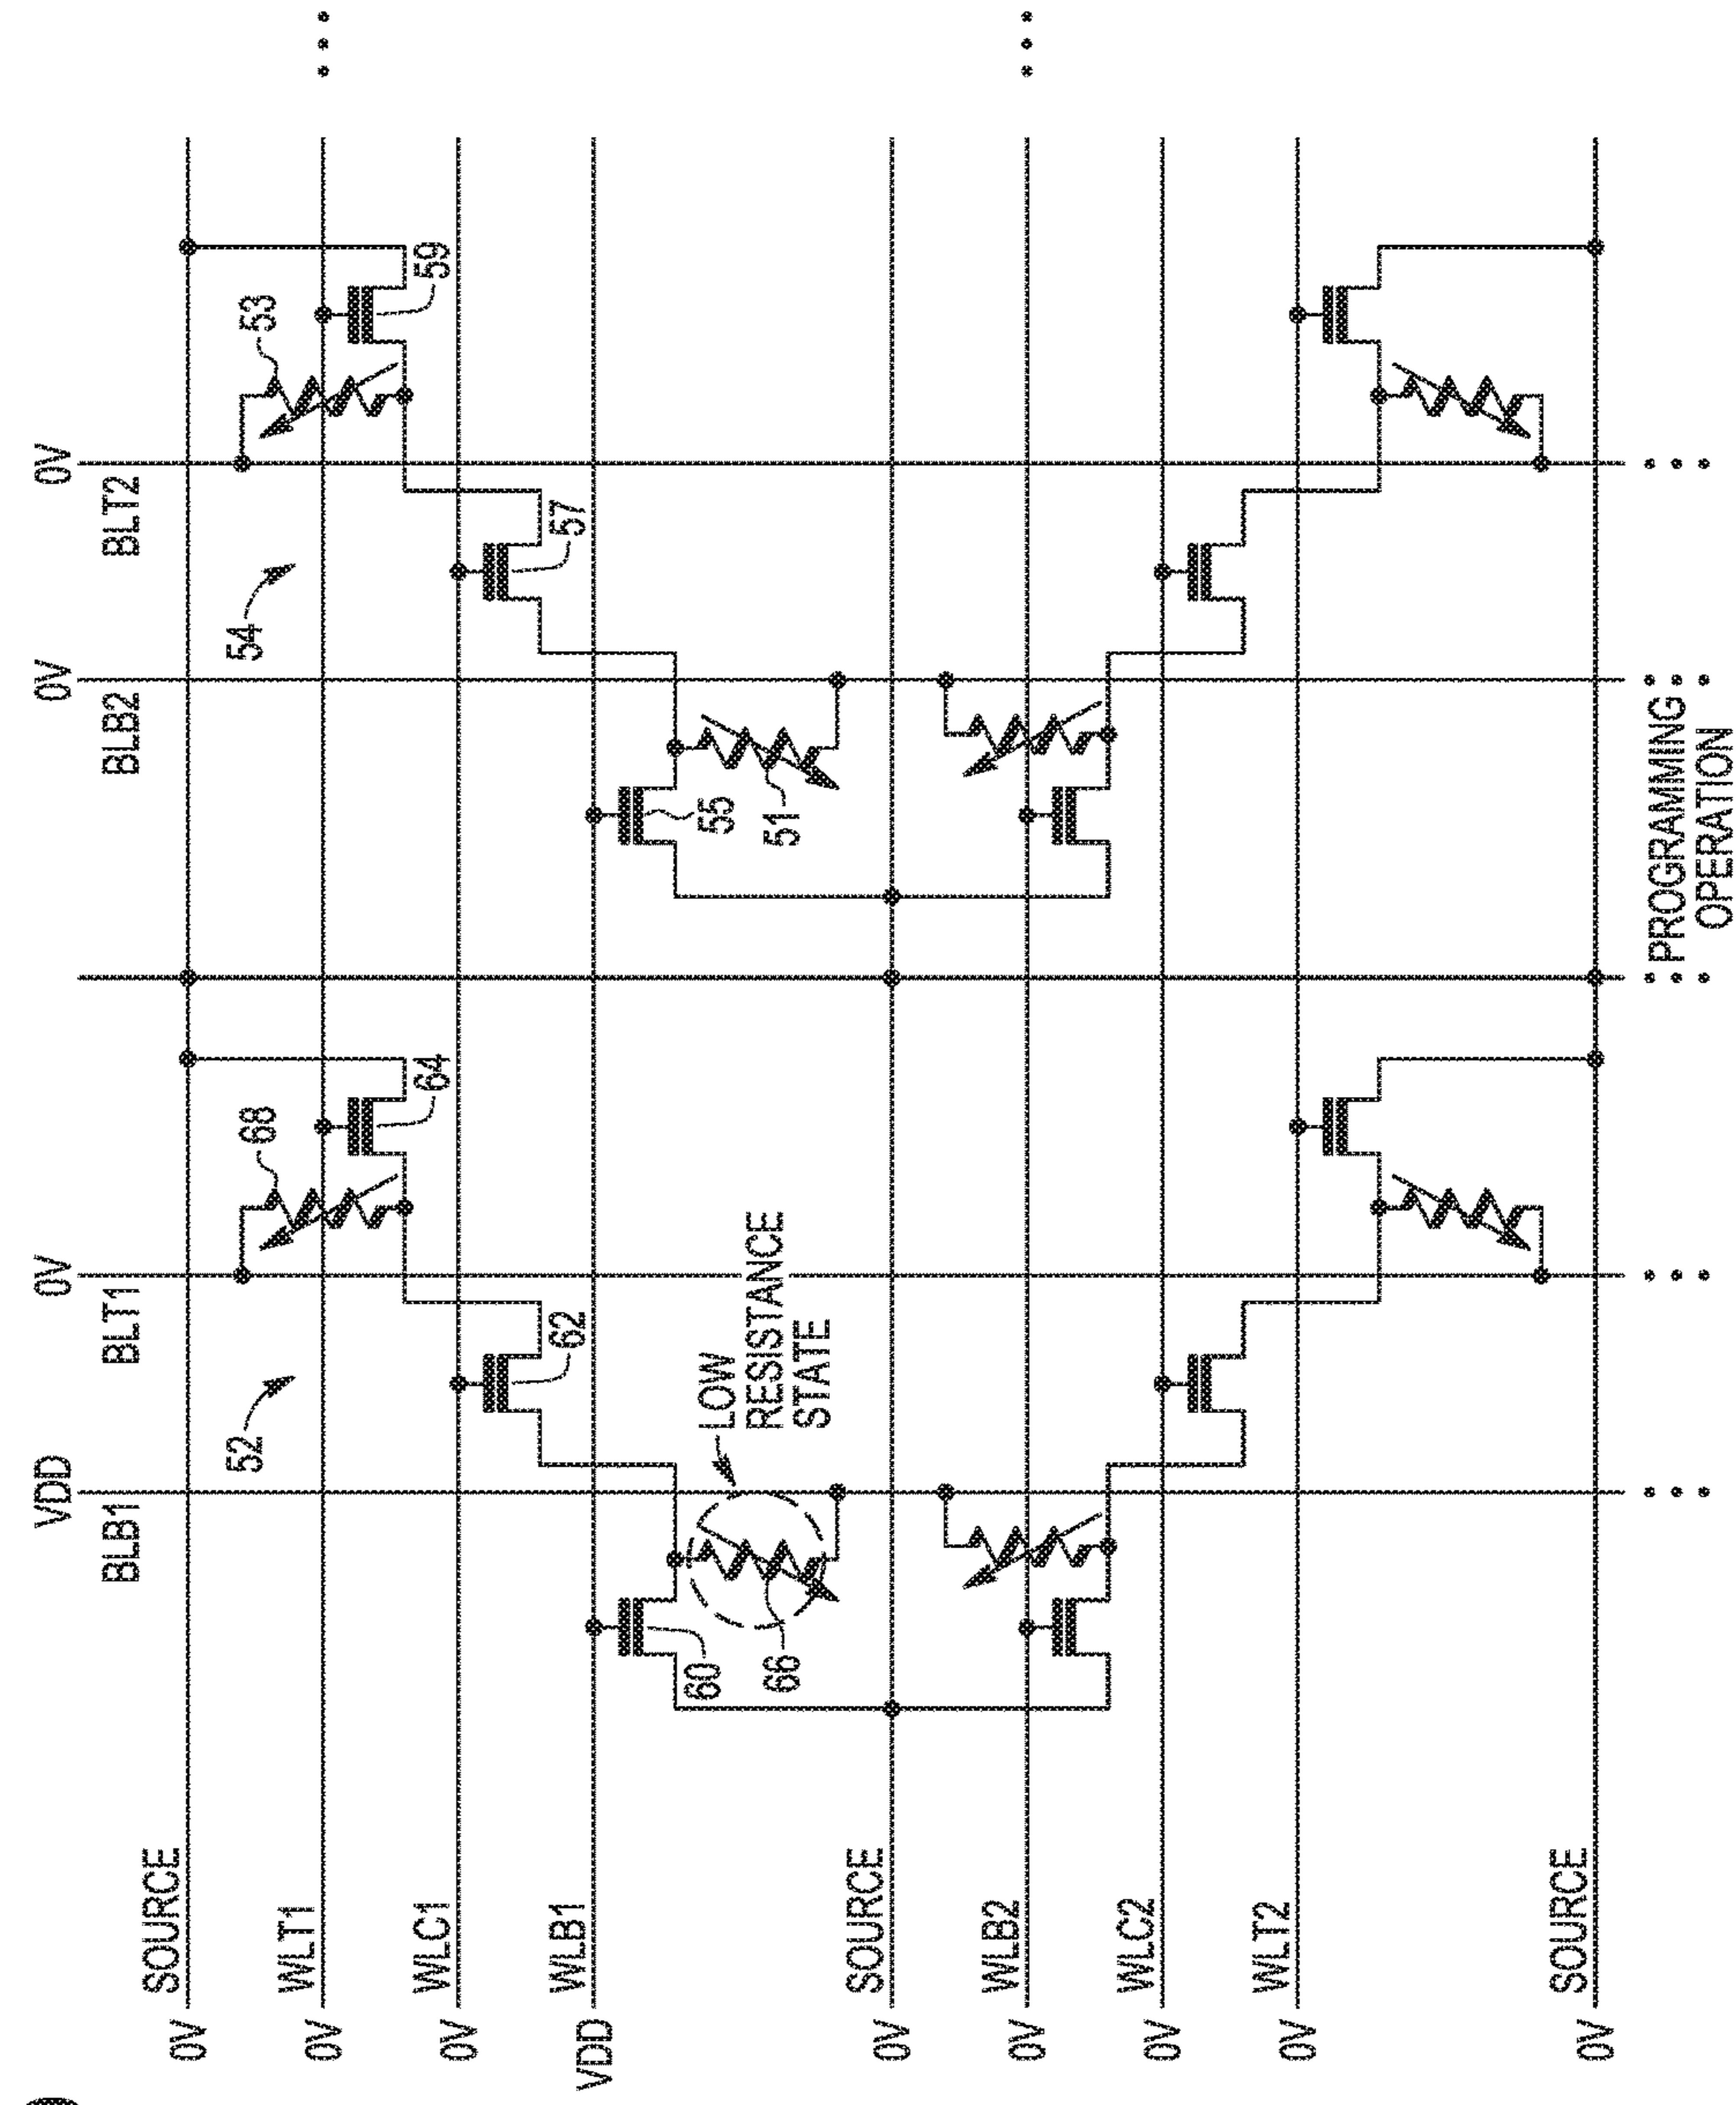 0V SOURCE
0V WLT1
0V WLC1
VDD WLB1
0V SOURCE
0V WLB2
0V WLC2
0V WLT2
0V SOURCE
VDD
BLB1
0V
BLT1
0V
BLB2
0V
BLT2
52
54
68
64
62
60
66
53
59
57
55
51
LOW
RESISTANCE
STATE
PROGRAMMING
OPERATION